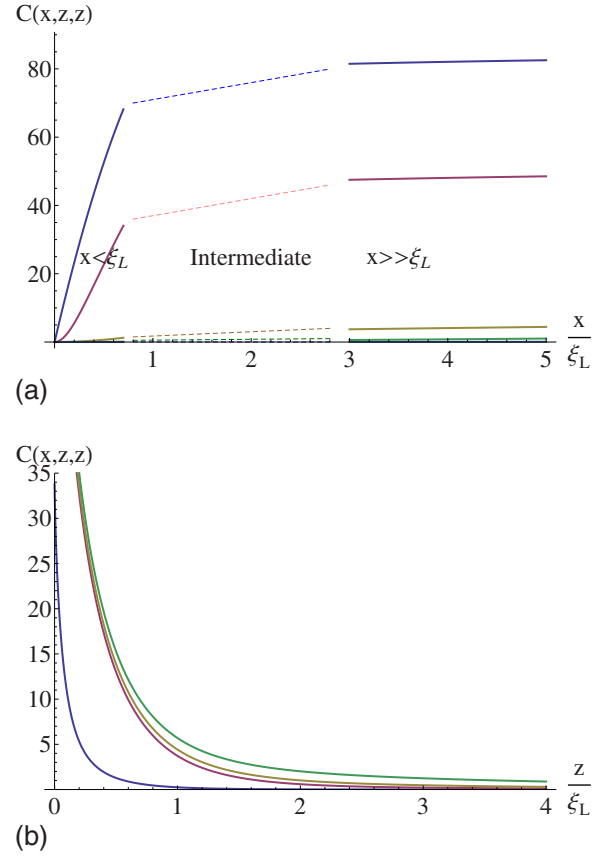 C(x,z,z)
80
60
40
20
x<ξL Intermediate x>>ξL
1 2 3 4 5
x
ξL
(a)
C(x,z,z)
35
30
25
20
15
10
5
0 1 2 3 4
z
ξL
(b)